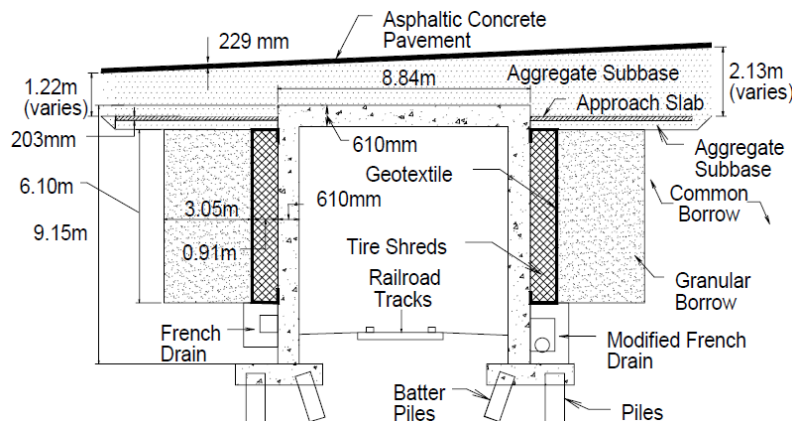 Asphaltic Concrete
Pavement
229 mm
8.84m
Aggregate Subbase
2.13m
(varies)
1.22m
(varies)
Approach Slab
203mm
610mm
Aggregate
Subbase
Geotextile
6.10m
3.05m
610mm
Common
Borrow
9.15m
0.91m
Tire Shreds
Railroad
Tracks
Granular
Borrow
French
Drain
Modified French
Drain
Batter
Piles
Piles